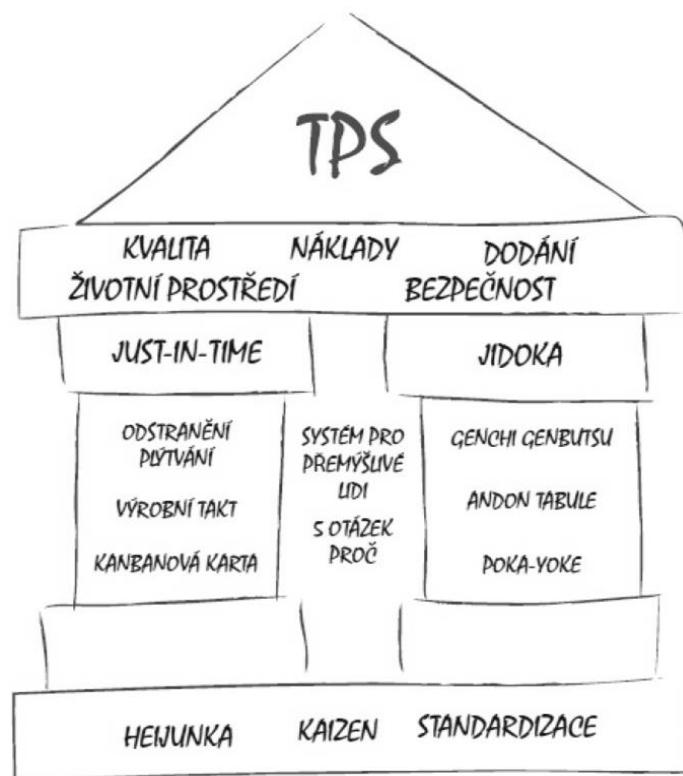 TPS
KVALITA NÁKLADY DODÁNÍ
ŽIVOTNÍ PROSTŘEDÍ BEZPEČNOST
JUST-IN-TIME
JIDOKA
ODSTRANĚNÍ
PLÝTVÁNÍ
VÝROBNÍ TAKT
KANBANOVÁ KARTA
SYSTÉM PRO
PŘEMÝŠLIVÉ
LIDI
5 OTÁZEK
PROČ
GENCHI GENBUTSU
ANDON TABULE
POKA-YOKE
HEIJUNKA KAIZEN STANDARDIZACE